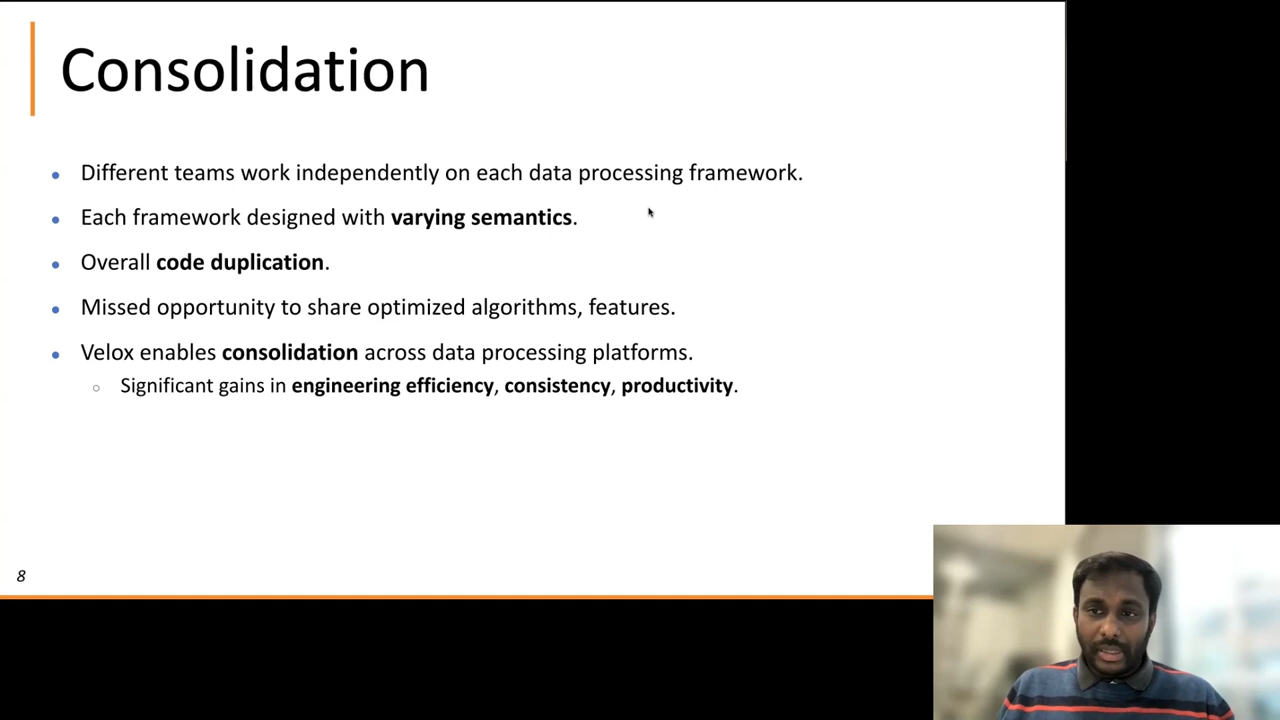 Consolidation
Different teams work independently on each data processing framework.
Each framework designed with varying semantics.
Overall code duplication.
Missed opportunity to share optimized algorithms, features.
Velox enables consolidation across data processing platforms.
Significant gains in engineering efficiency, consistency, productivity.
8